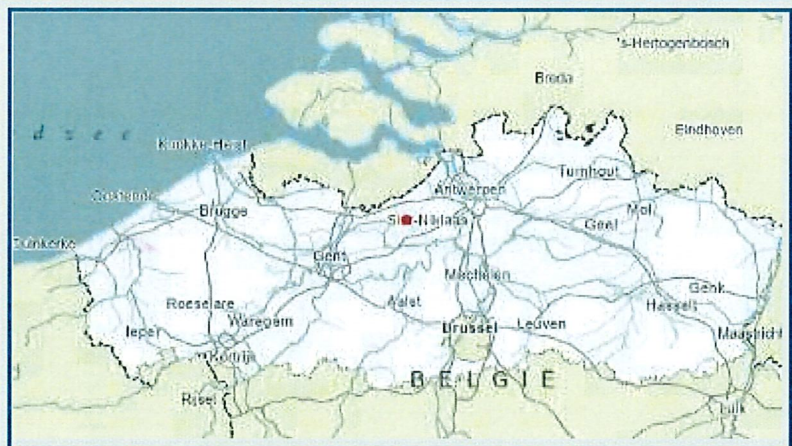 's-Hertogenbosch
Breda
dzee
Eindhoven
Knokke-Heist
Turnhout
Antwerpen
Oostende
Brugge
Mol
Sint-Niklaas
Geel
Duinkerke
Gent
Mechelen
Genk
Roeselare
Aalst
Hasselt
Waregem
Ieper
Brussel
Leuven
Maastricht
Kortrijk
BELGIE
Rijsel
Luik